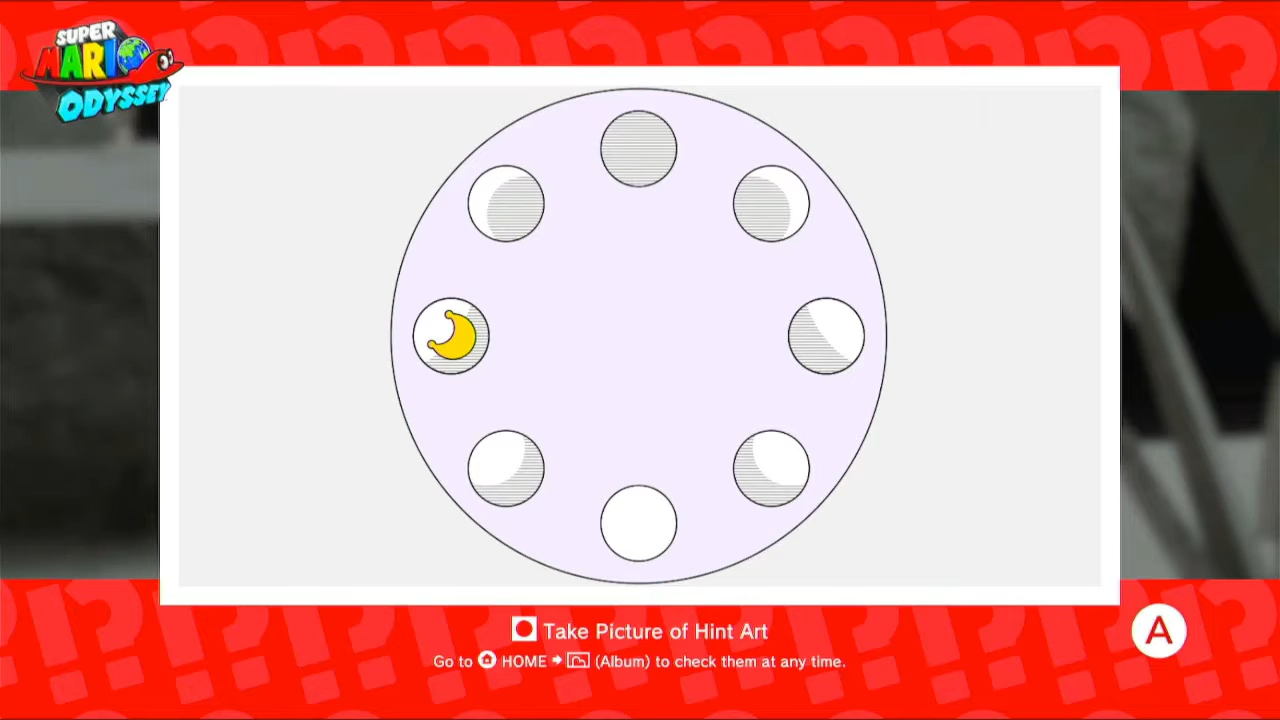 SUPER
MARIO
ODYSSEY
Take Picture of Hint Art
Go to HOME ➡ (Album) to check them at any time.
A